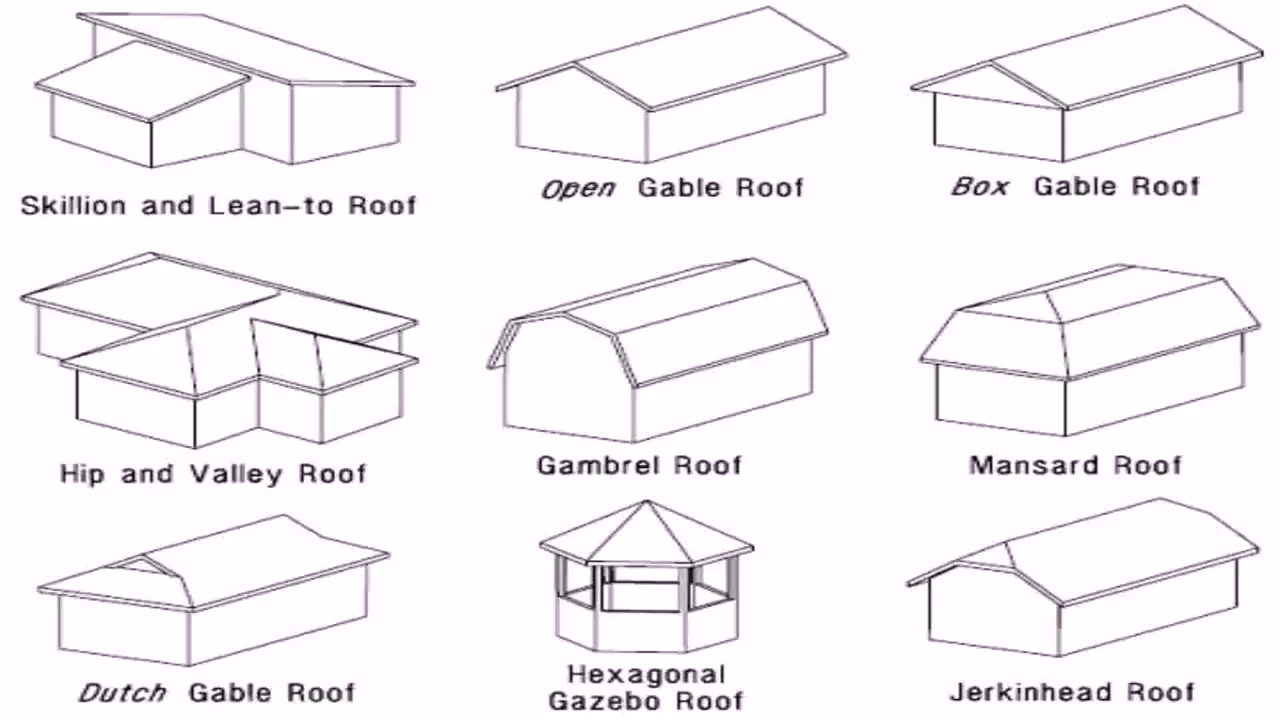 Skillion and Lean-to Roof
Open Gable Roof
Box Gable Roof
Hip and Valley Roof
Gambrel Roof
Mansard Roof
Dutch Gable Roof
Hexagonal
Gazebo Roof
Jerkinhead Roof